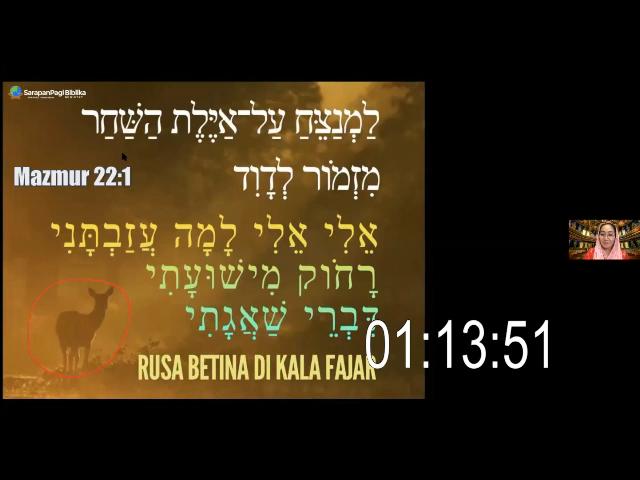 SarapanPagi Biblika
לַמְנַצֵּחַ עַל־אַיֶּלֶת הַשַּׁחַר
Mazmur 22:1
מִזְמוֹר לְדָוִד
אֵלִי אֵלִי לָמָה עֲזַבְתָּנִי
רָחוֹק מִישׁוּעָתִי
דִּבְרֵי שַׁאֲגָתִי
01:13:51
RUSA BETINA DI KALA FAJAR